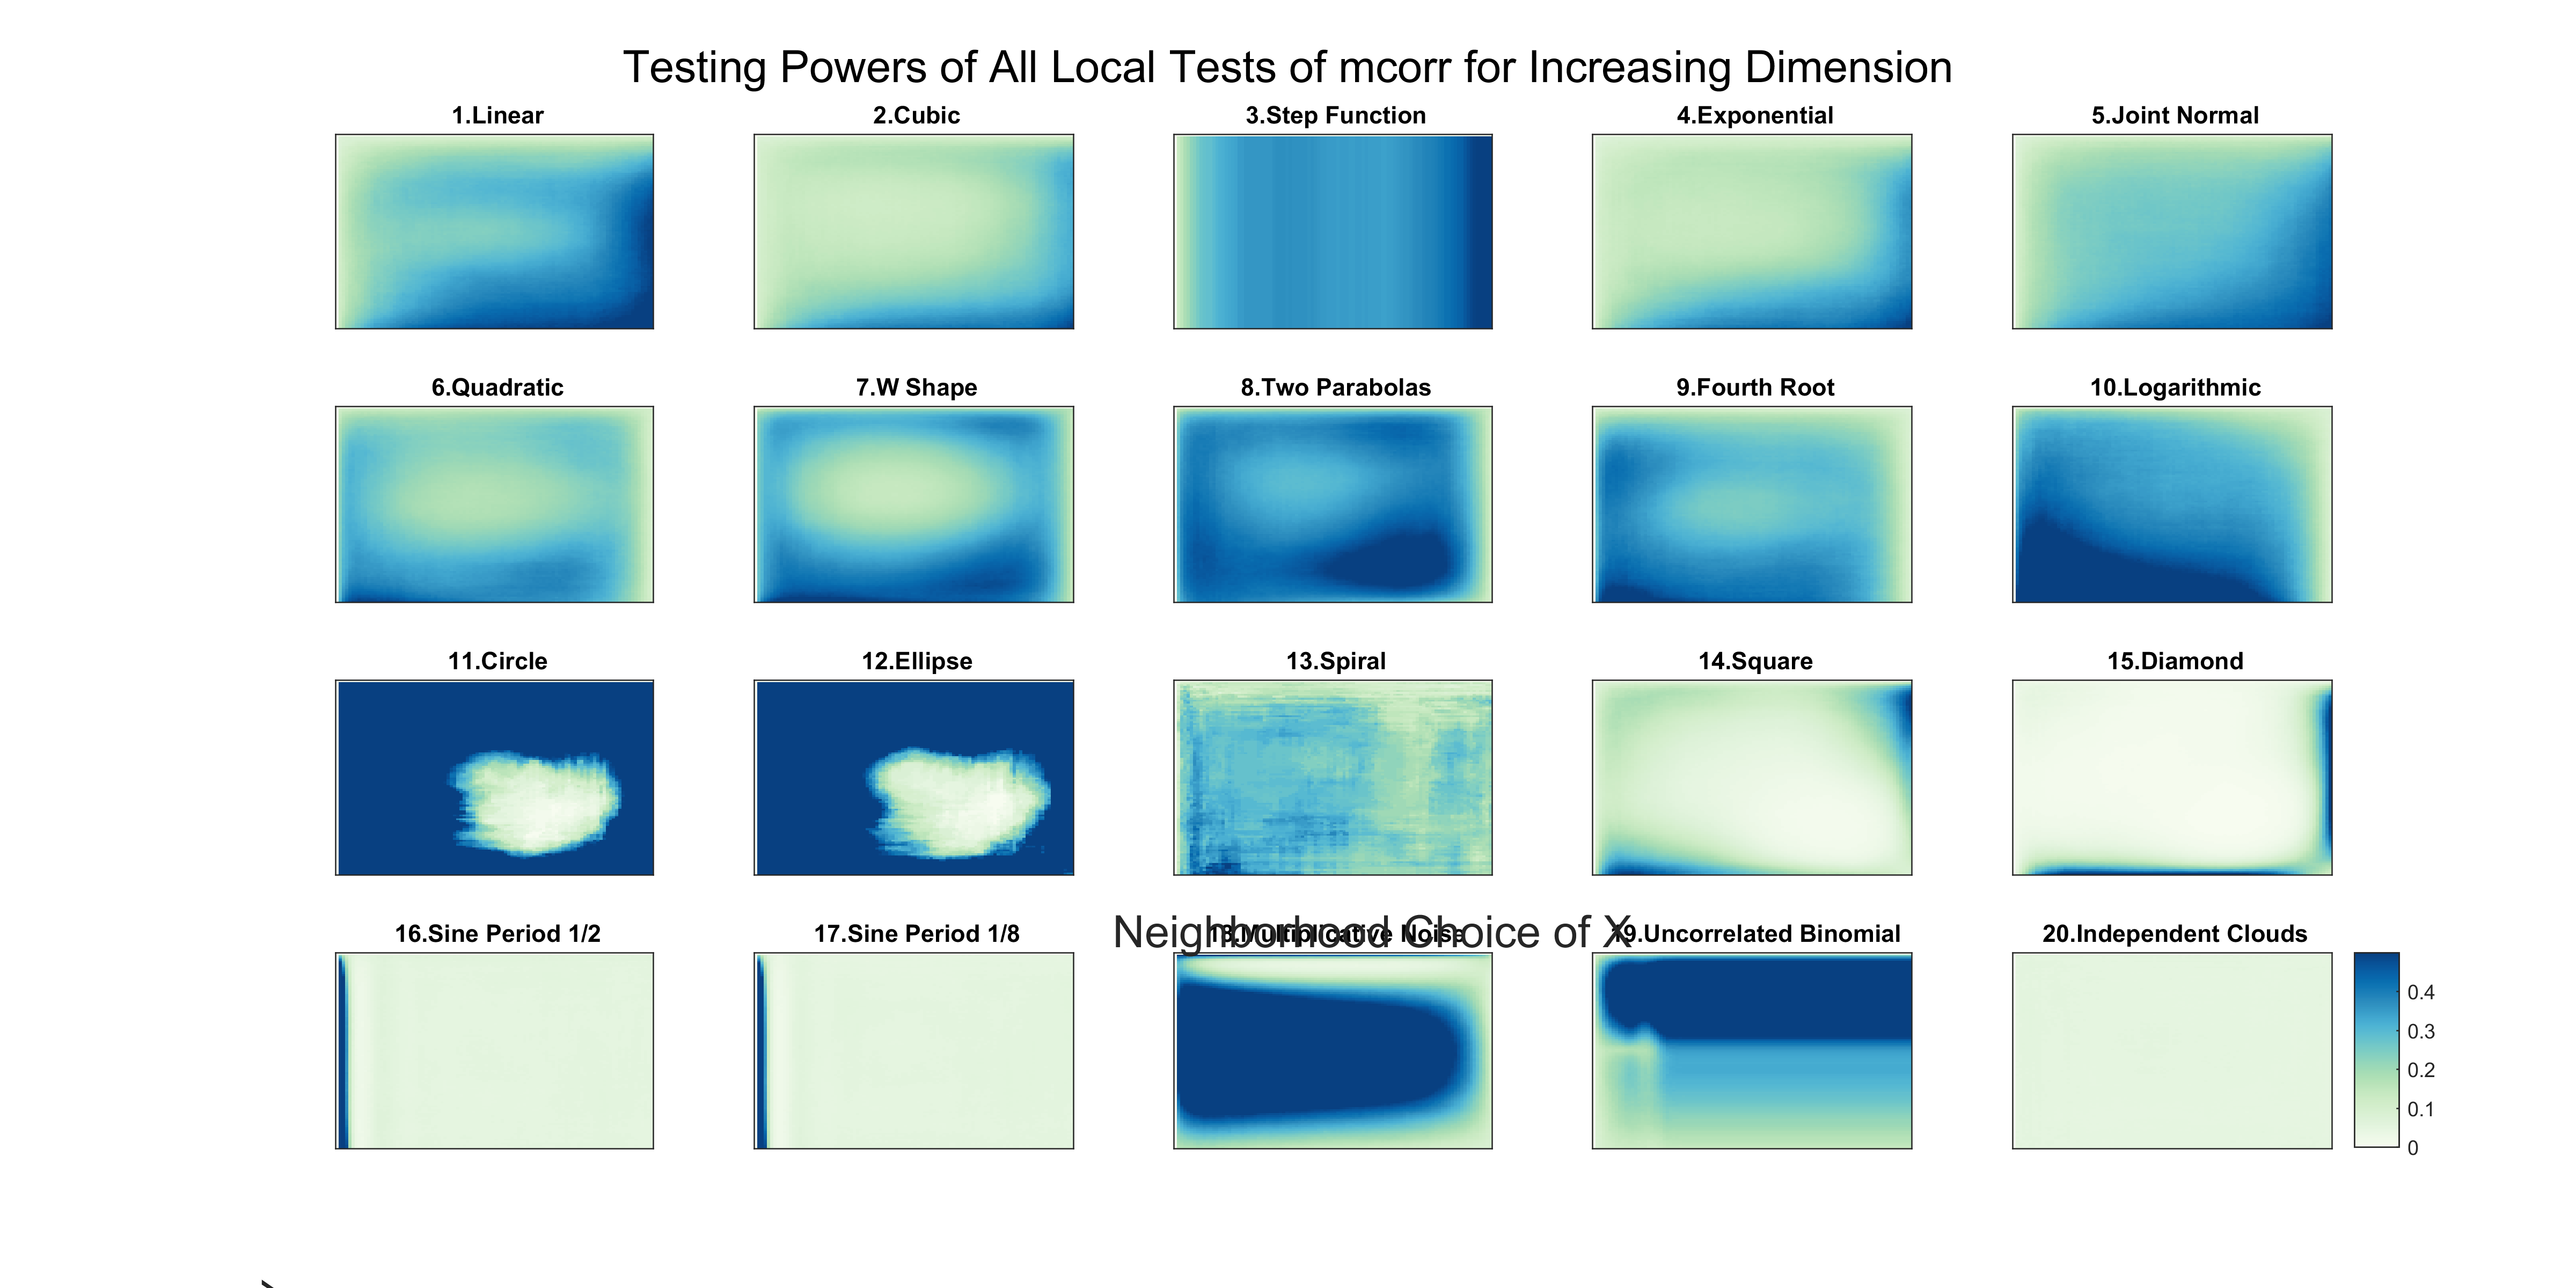 Testing Powers of All Local Tests of mcorr for Increasing Dimension
1.Linear
2.Cubic
3.Step Function
4.Exponential
5.Joint Normal
6.Quadratic
7.W Shape
8.Two Parabolas
9.Fourth Root
10.Logarithmic
11.Circle
12.Ellipse
13.Spiral
14.Square
15.Diamond
16.Sine Period 1/2
17.Sine Period 1/8
18.Multiplicative Noise
Neighborhood Choice of X
19.Uncorrelated Binomial
20.Independent Clouds
0.4
0.3
0.2
0.1
0